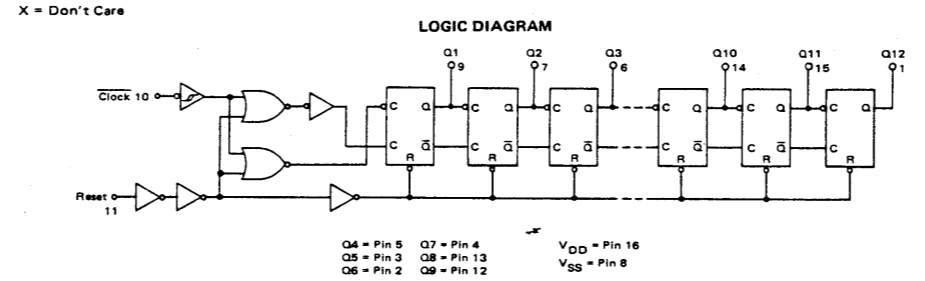 X = Don't Care
LOGIC DIAGRAM
Q1 Q2 Q3 Q10 Q11 Q12
9 7 6 14 15 1
Clock 10
C Q C Q C Q C Q C Q C
C Q C Q C Q C Q C Q C
R R R R R R
Reset
11
Q4 = Pin 5 Q7 = Pin 4
Q5 = Pin 3 Q8 = Pin 13
Q6 = Pin 2 Q9 = Pin 12
VDD = Pin 16
VSS = Pin 8